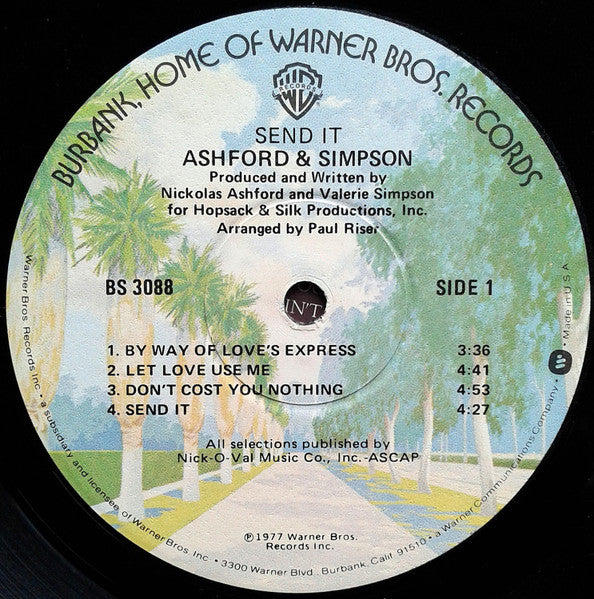 BURBANK, HOME OF WARNER BROS. RECORDS
WB
RECORDS
SEND IT
ASHFORD & SIMPSON
Produced and Written by
Nickolas Ashford and Valerie Simpson
for Hopsack & Silk Productions, Inc.
Arranged by Paul Riser
BS 3088
SIDE 1
IN'T
1. BY WAY OF LOVE'S EXPRESS 3:36
2. LET LOVE USE ME 4:41
3. DON'T COST YOU NOTHING 4:53
4. SEND IT 4:27
All selections published by
Nick-O-Val Music Co., Inc.-ASCAP
℗1977 Warner Bros.
Records Inc.
Warner Bros. Records Inc. • a subsidiary and licensee of Warner Bros. Inc. • 3300 Warner Blvd., Burbank, Calif. 91510 • a Warner Communications Company • Made in U.S.A.